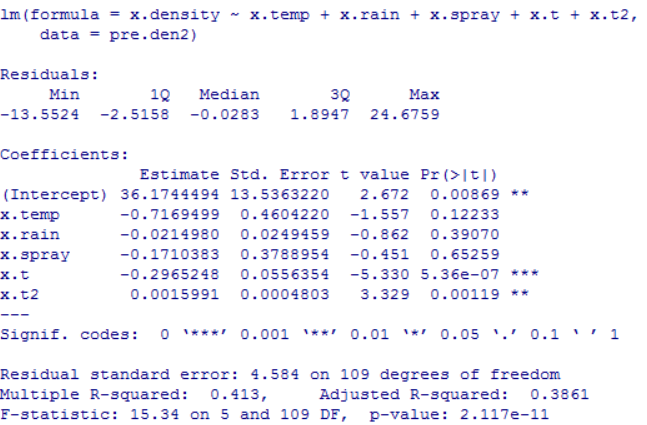 lm(formula = x.density ~ x.temp + x.rain + x.spray + x.t + x.t2,
    data = pre.den2)
Residuals:
     Min       1Q   Median       3Q      Max
-13.5524  -2.5158  -0.0283   1.8947  24.6759
Coefficients:
              Estimate Std. Error t value Pr(>|t|)
(Intercept) 36.1744494 13.5363220   2.672  0.00869 **
x.temp      -0.7169499  0.4604220  -1.557  0.12233
x.rain      -0.0214980  0.0249459  -0.862  0.39070
x.spray     -0.1710383  0.3788954  -0.451  0.65259
x.t         -0.2965248  0.0556354  -5.330 5.36e-07 ***
x.t2         0.0015991  0.0004803   3.329  0.00119 **
---
Signif. codes:  0 ‘***’ 0.001 ‘**’ 0.01 ‘*’ 0.05 ‘.’ 0.1 ‘ ’ 1
Residual standard error: 4.584 on 109 degrees of freedom
Multiple R-squared:  0.413,     Adjusted R-squared:  0.3861
F-statistic: 15.34 on 5 and 109 DF,  p-value: 2.117e-11